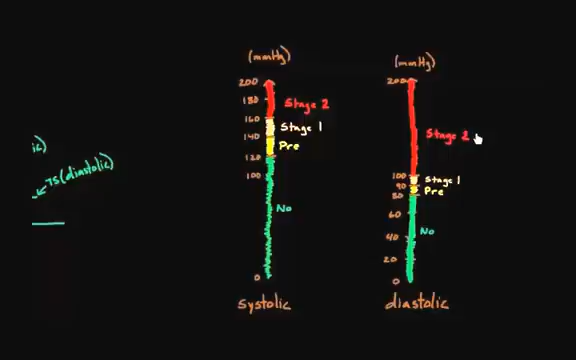 ic)
75 (diastolic)
(mmHg)
200
180
160
140
120
100
0
Stage 2
Stage 1
Pre
No
systolic
(mmHg)
200
100
90
80
60
40
20
0
Stage 2
Stage 1
Pre
No
diastolic